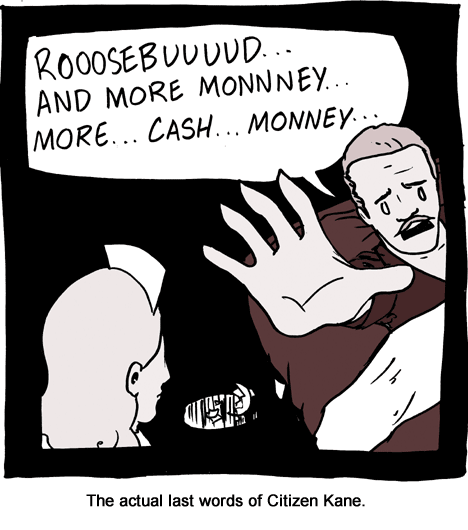 ROOOSEBUUUUD...
AND MORE MONNNEY...
MORE... CASH... MONNEY...
The actual last words of Citizen Kane.